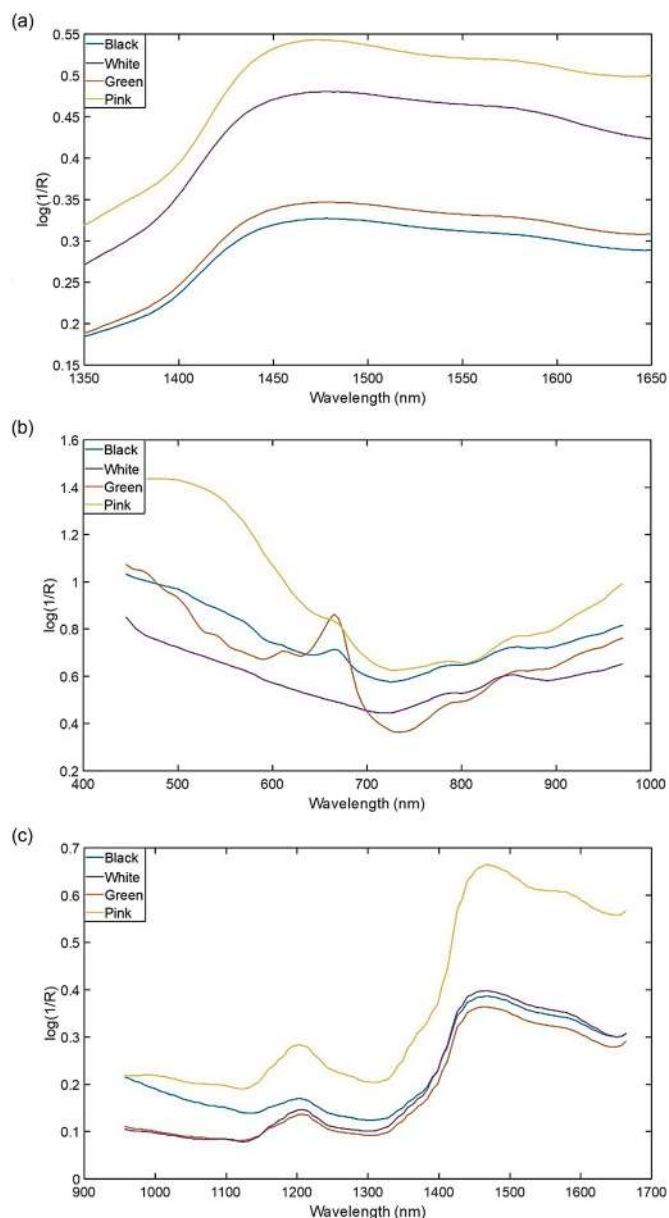 (a)
0.55
0.5
0.45
0.4
0.35
0.3
0.25
0.2
0.15
log(1/R)
Black
White
Green
Pink
1350 1400 1450 1500 1550 1600 1650
Wavelength (nm)
(b)
1.6
1.4
1.2
1
0.8
0.6
0.4
0.2
log(1/R)
Black
White
Green
Pink
400 500 600 700 800 900 1000
Wavelength (nm)
(c)
0.7
0.6
0.5
0.4
0.3
0.2
0.1
0
log(1/R)
Black
White
Green
Pink
900 1000 1100 1200 1300 1400 1500 1600 1700
Wavelength (nm)